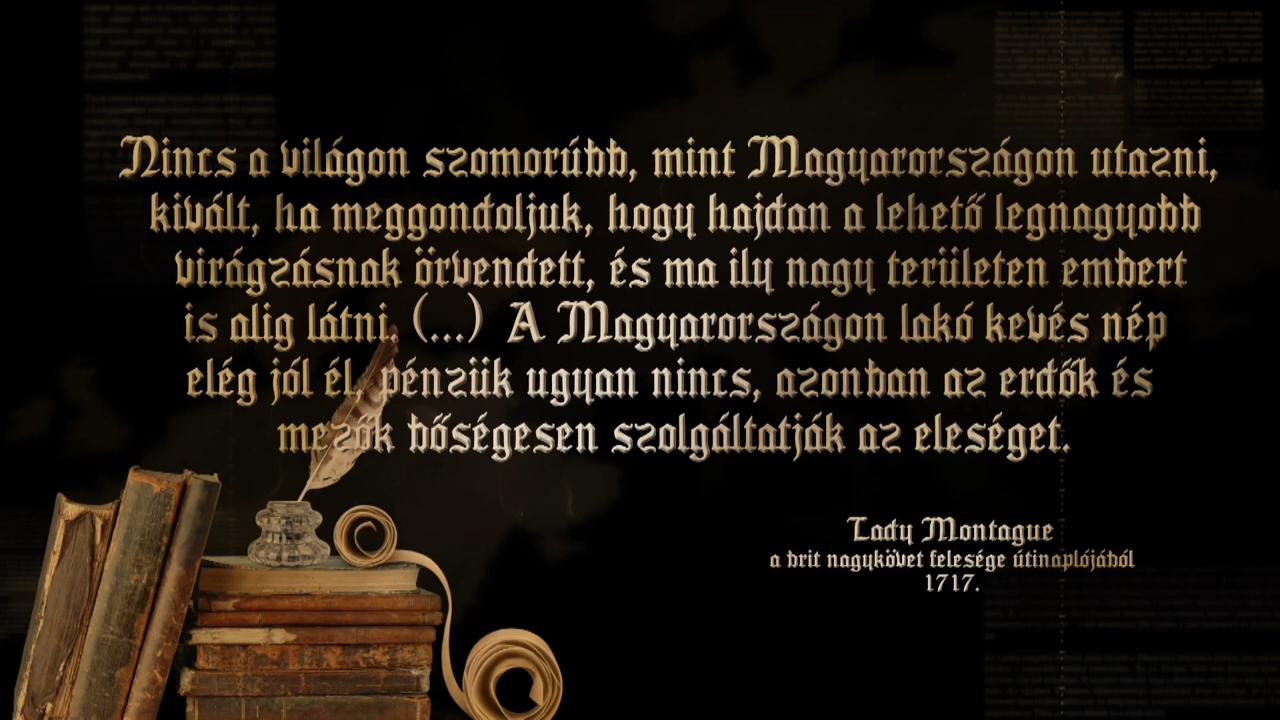 Nincs a világon szomorúbb, mint Magyarországon utazni,
kivált, ha meggondoljuk, hogy hajdan a lehető legnagyobb
virágzásnak örvendett, és ma ily nagy területen embert
is alig látni. (...) A Magyarországon lakó kevés nép
elég jól él, pénzük ugyan nincs, azonban az erdők és
mezők bőségesen szolgáltatják az eleséget.
Lady Montague
a brit nagykövet felesége útinaplójából
1717.